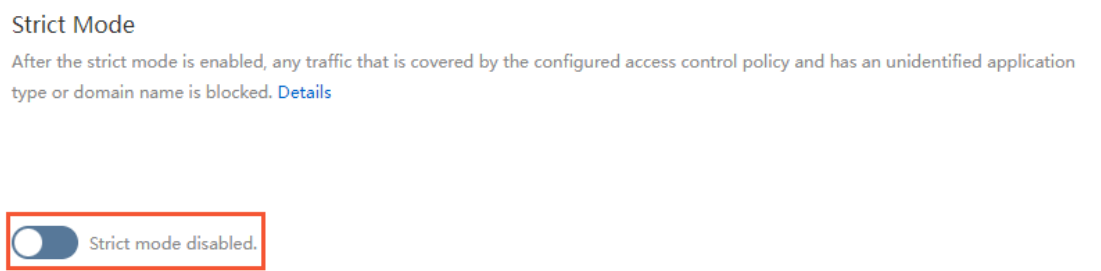 Strict Mode
After the strict mode is enabled, any traffic that is covered by the configured access control policy and has an unidentified application
type or domain name is blocked. Details
Strict mode disabled.